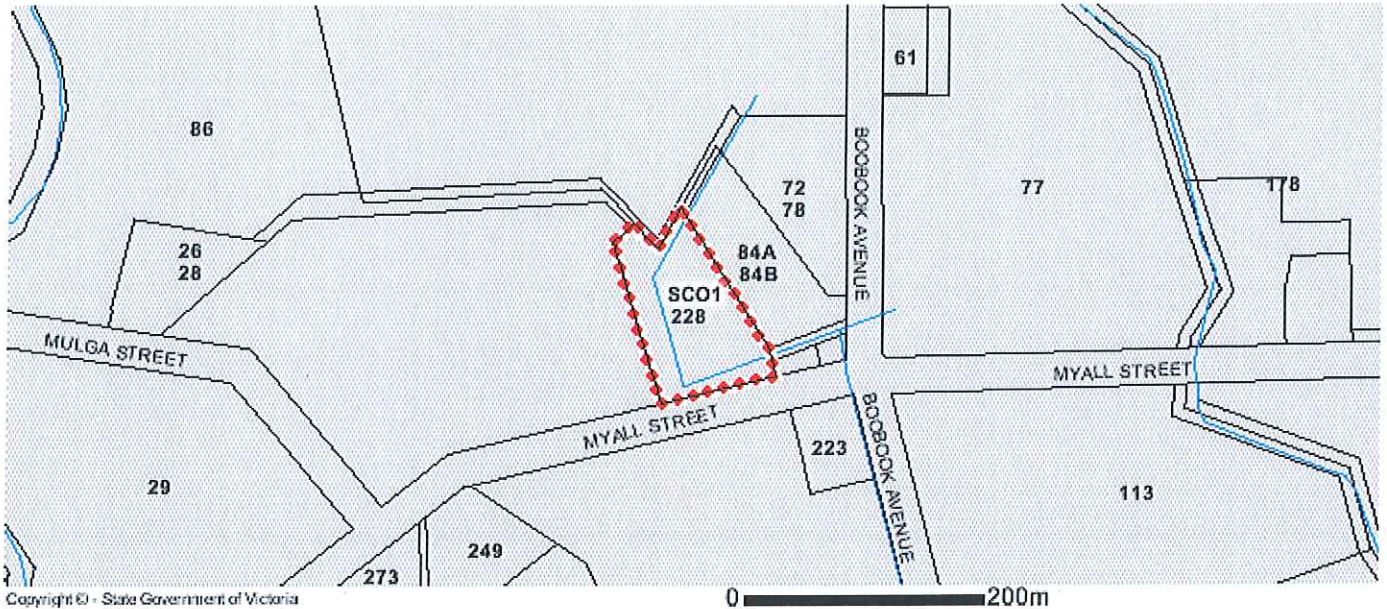 61
86
BOOBOOK AVENUE
72
78
77
178
26
28
84A
84B
SCO1
228
MULGA STREET
MYALL STREET
MYALL STREET
BOOBOOK AVENUE
223
29
113
249
273
Copyright © - State Government of Victoria
0 200m